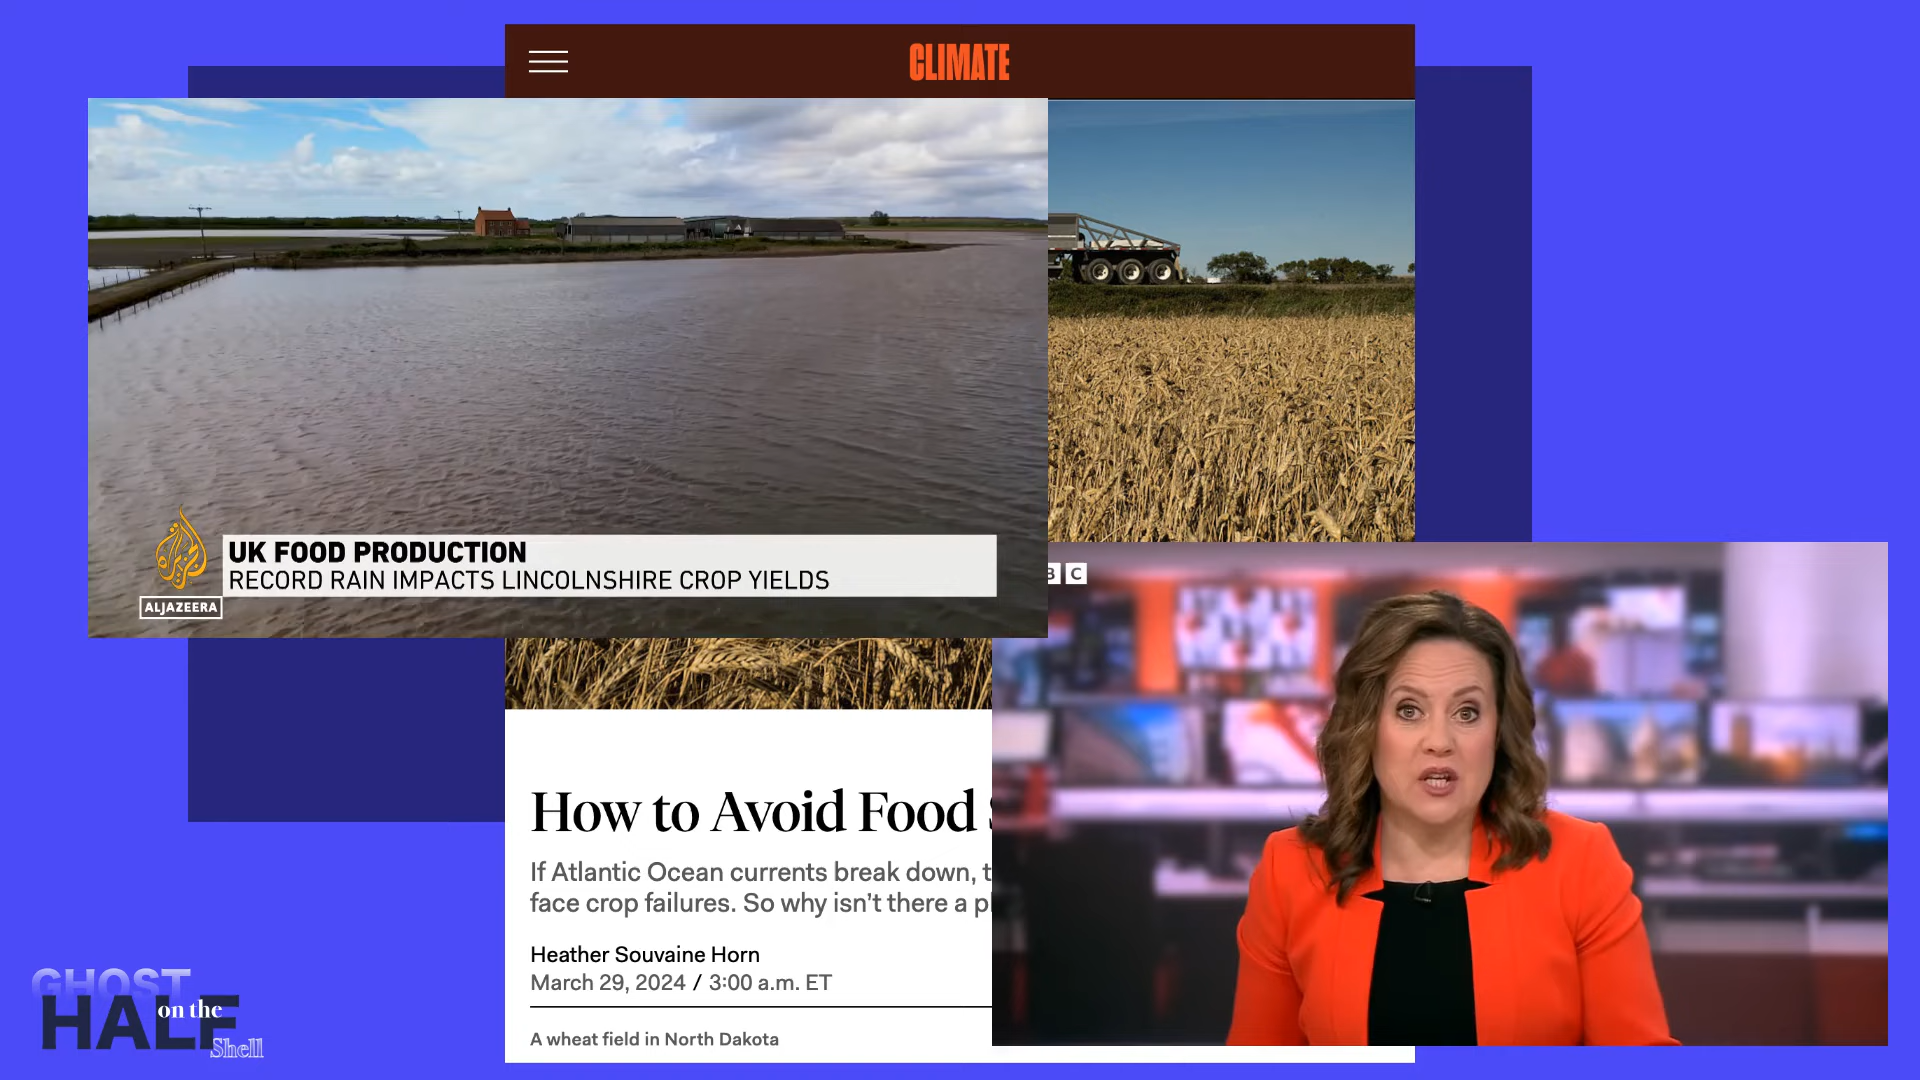 CLIMATE
UK FOOD PRODUCTION
RECORD RAIN IMPACTS LINCOLNSHIRE CROP YIELDS
ALJAZEERA
C
How to Avoid Food
If Atlantic Ocean currents break down,
face crop failures. So why isn't there a
Heather Souvaine Horn
March 29, 2024 / 3:00 a.m. ET
A wheat field in North Dakota
GHOST
on the
HALF
Shell